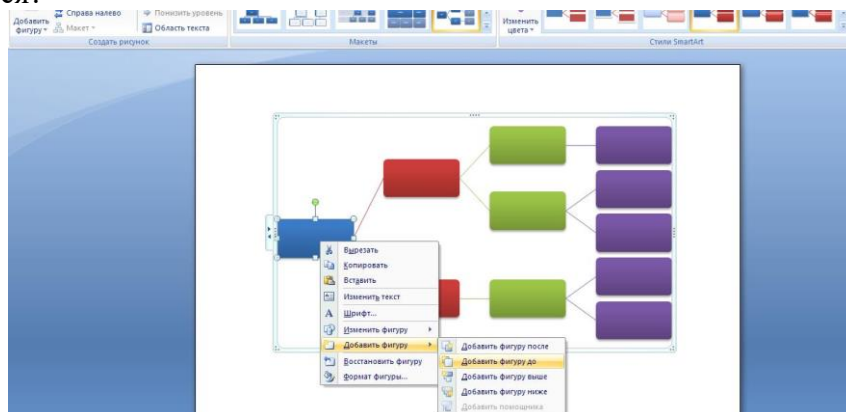 ся.
Добавить фигуру
Справа налево
Макет
Понизить уровень
Область текста
Создать рисунок
Макеты
Изменить цвета
Стили SmartArt
Вырезать
Копировать
Вставить
Изменить текст
Шрифт...
Изменить фигуру
Добавить фигуру
Восстановить фигуру
Формат фигуры...
Добавить фигуру после
Добавить фигуру до
Добавить фигуру выше
Добавить фигуру ниже
Добавить помощника